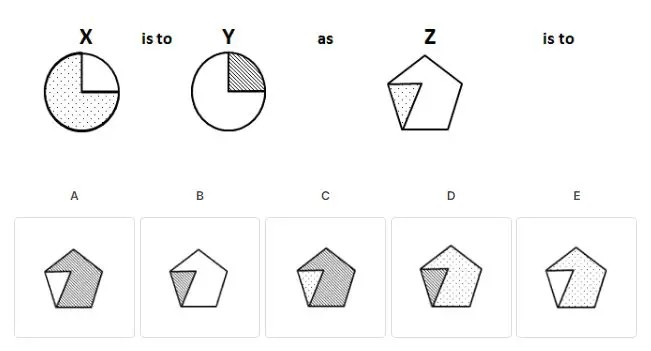 X is to Y as Z is to
A B C D E